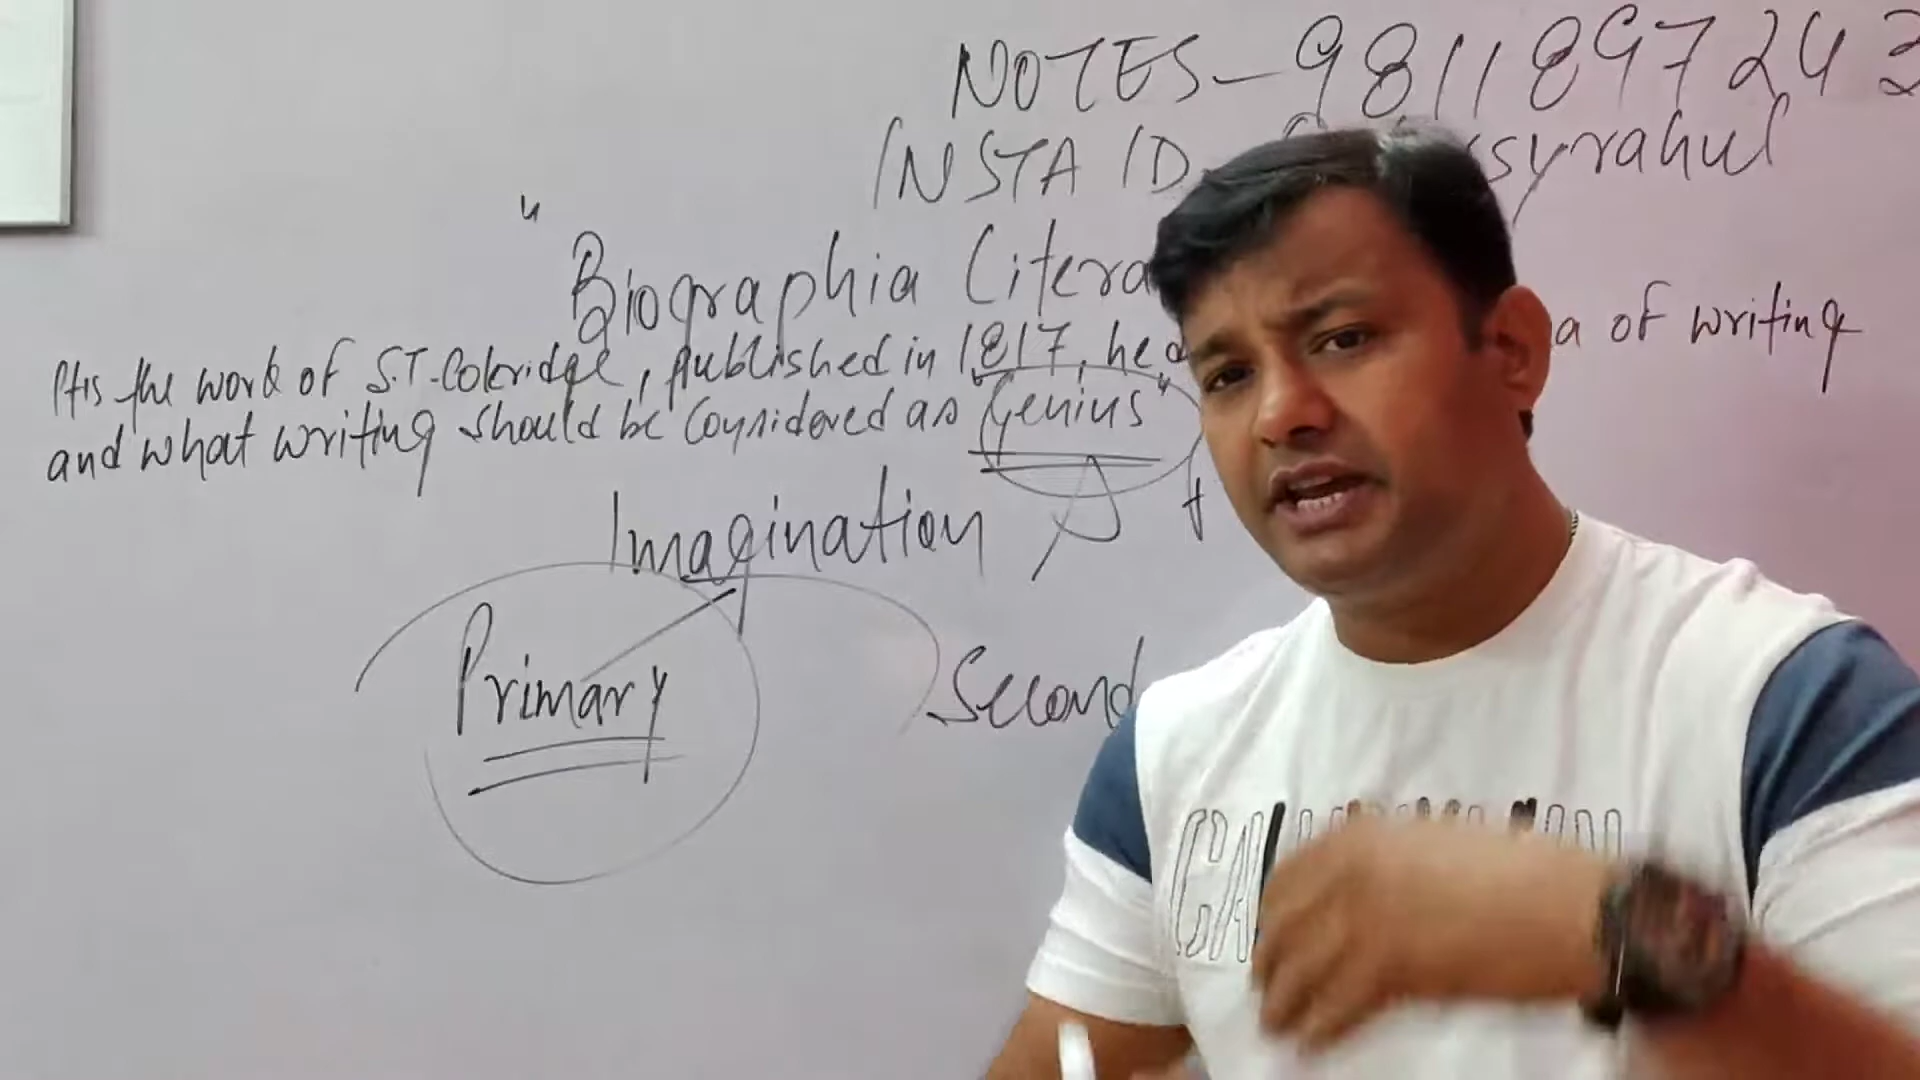 NOTES - 9811897243
INSTA ID syrahul
"Biographia Litera
It is the work of S.T. Coleridge, published in 1817, he a of writing
and what writing should be considered as "Genius"
Imagination
Primary Second